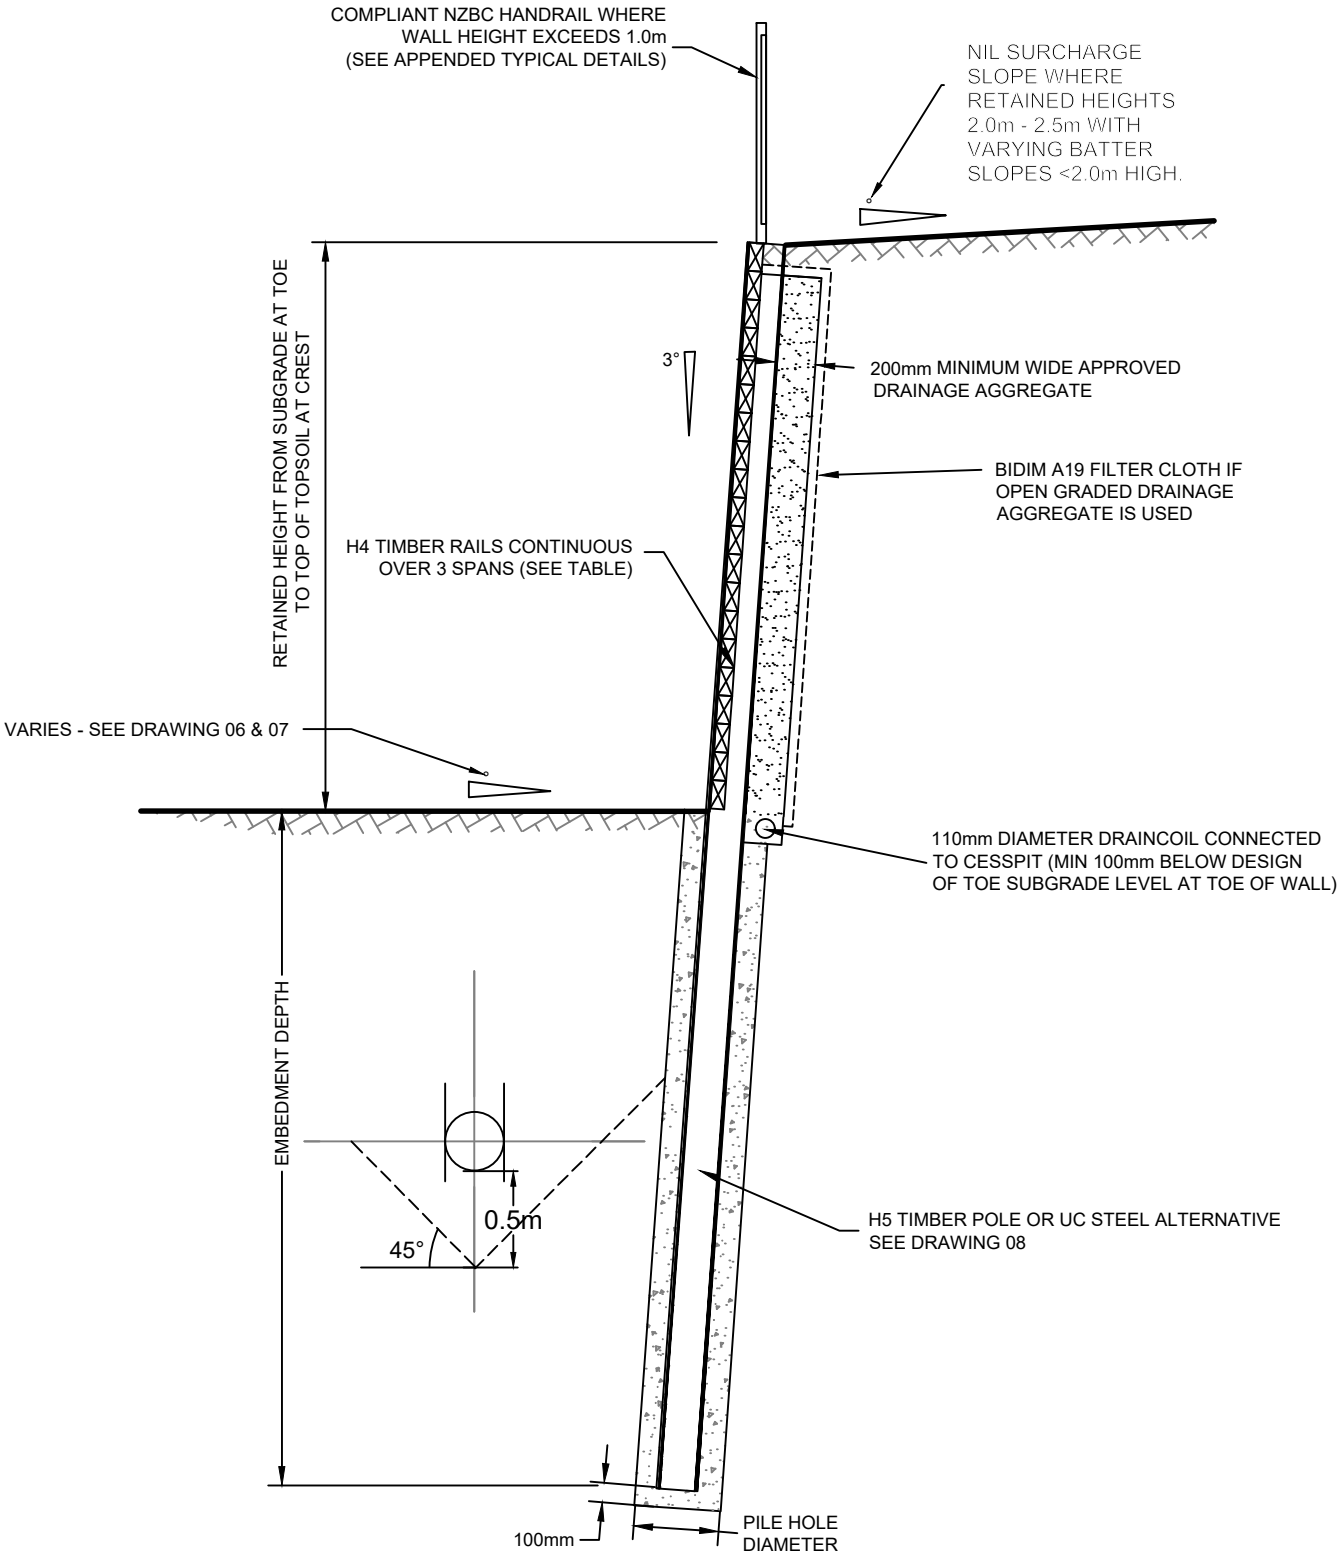 COMPLIANT NZBC HANDRAIL WHERE
WALL HEIGHT EXCEEDS 1.0m
(SEE APPENDED TYPICAL DETAILS)
NIL SURCHARGE
SLOPE WHERE
RETAINED HEIGHTS
2.0m - 2.5m WITH
VARYING BATTER
SLOPES <2.0m HIGH.
RETAINED HEIGHT FROM SUBGRADE AT TOE
TO TOP OF TOPSOIL AT CREST
3°
200mm MINIMUM WIDE APPROVED
DRAINAGE AGGREGATE
BIDIM A19 FILTER CLOTH IF
OPEN GRADED DRAINAGE
AGGREGATE IS USED
H4 TIMBER RAILS CONTINUOUS
OVER 3 SPANS (SEE TABLE)
VARIES - SEE DRAWING 06 & 07
110mm DIAMETER DRAINCOIL CONNECTED
TO CESSPIT (MIN 100mm BELOW DESIGN
OF TOE SUBGRADE LEVEL AT TOE OF WALL)
EMBEDMENT DEPTH
0.5m
45°
H5 TIMBER POLE OR UC STEEL ALTERNATIVE
SEE DRAWING 08
100mm
PILE HOLE
DIAMETER